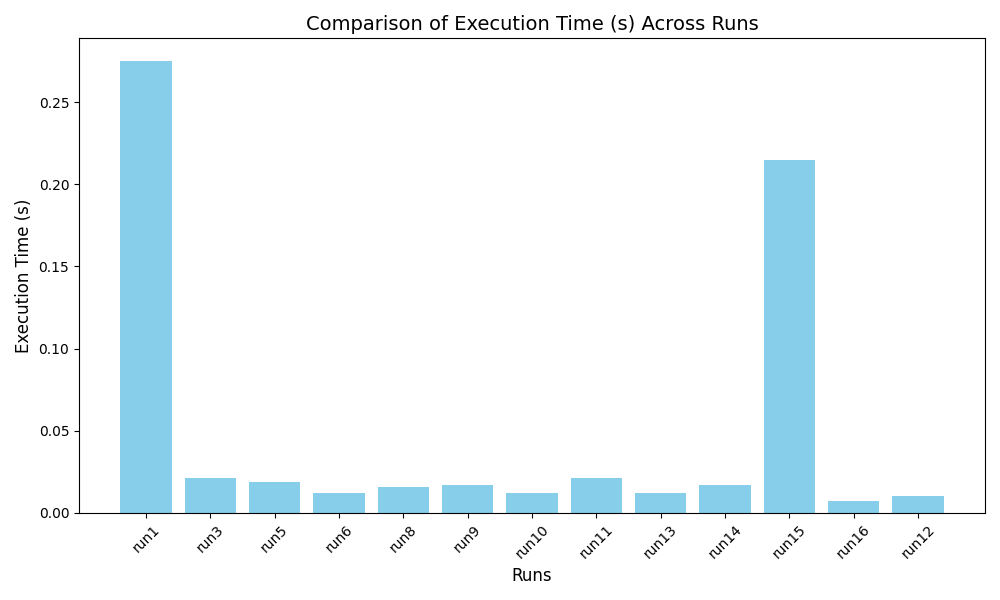 Comparison of Execution Time (s) Across Runs
Execution Time (s)
0.25
0.20
0.15
0.10
0.05
0.00
run1 run3 run5 run6 run8 run9 run10 run11 run13 run14 run15 run16 run12
Runs